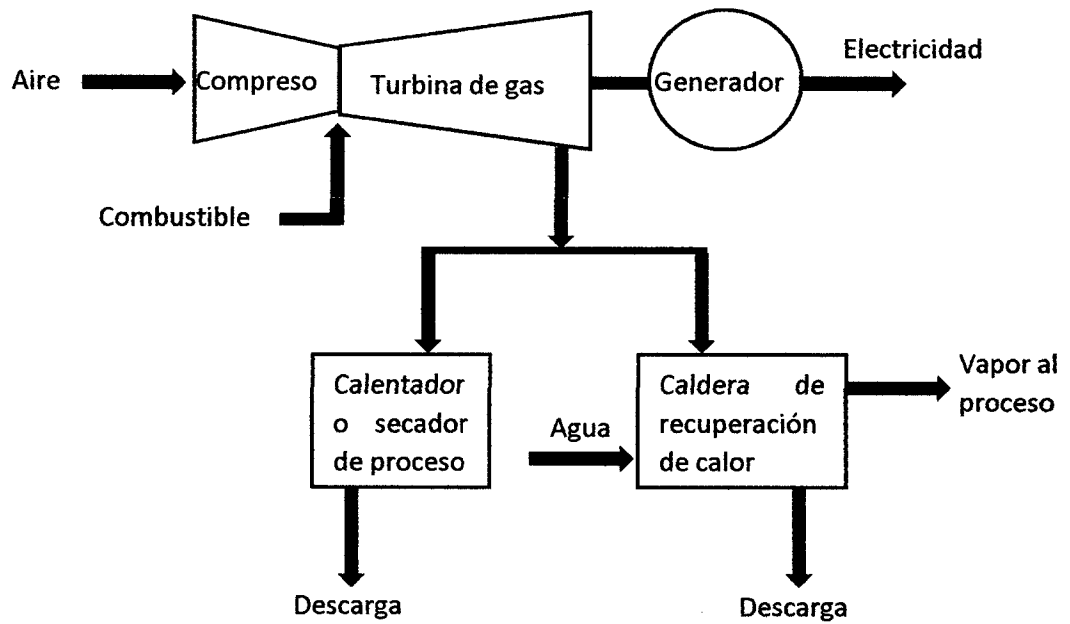 Electricidad
Aire
Compreso
Turbina de gas
Generador
Combustible
Calentador
o secador
de proceso
Agua
Caldera de
recuperación
de calor
Vapor al
proceso
Descarga
Descarga